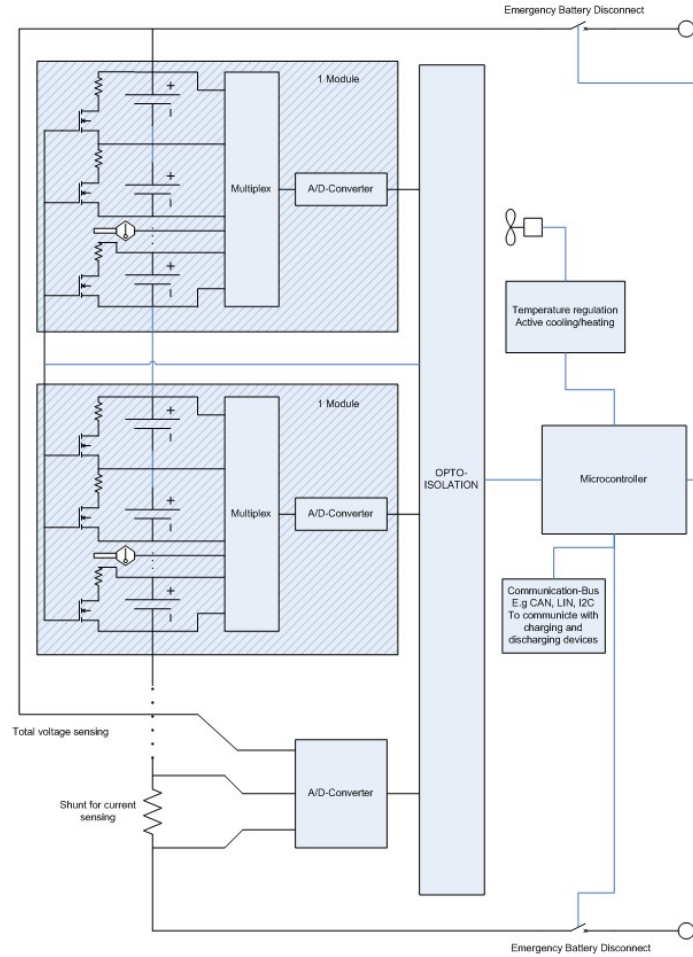 Emergency Battery Disconnect
1 Module
+
Multiplex
A/D-Converter
+
+
Temperature regulation
Active cooling/heating
1 Module
+
OPTO-
ISOLATION
Microcontroller
Multiplex
A/D-Converter
+
+
Communication-Bus
E.g CAN, LIN, I2C
To communicte with
charging and
discharging devices
Total voltage sensing
A/D-Converter
Shunt for current
sensing
Emergency Battery Disconnect